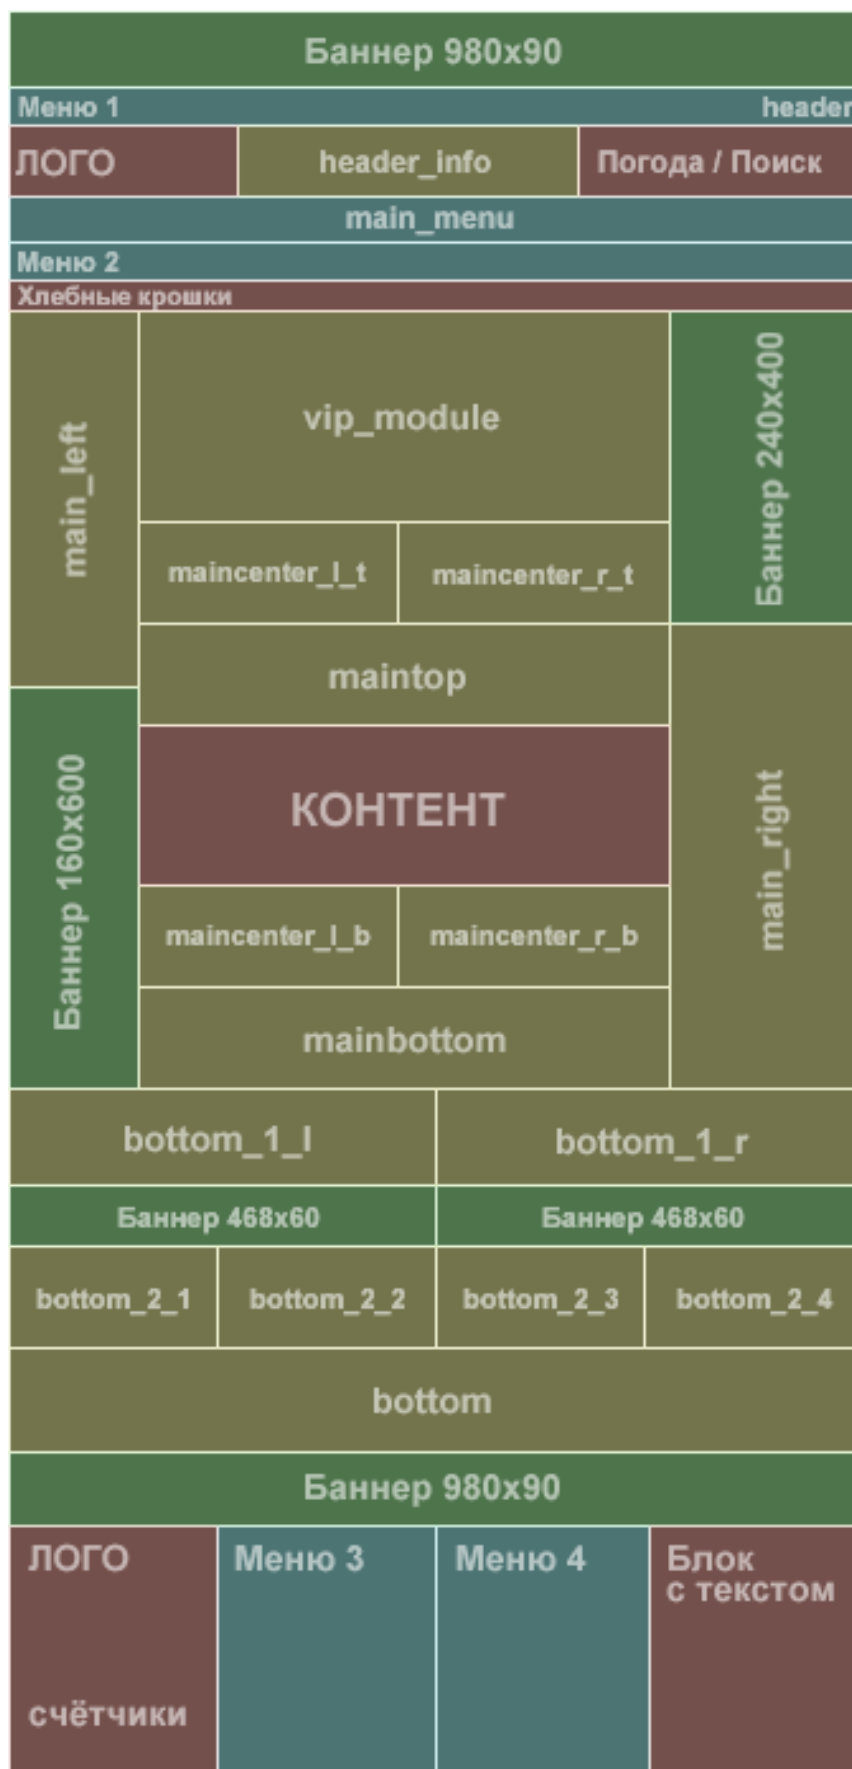 Баннер 980x90
Меню 1 header
ЛОГО header_info Погода / Поиск
main_menu
Меню 2
Хлебные крошки
main_left
vip_module
Баннер 240x400
maincenter_l_t maincenter_r_t
maintop
Баннер 160x600
КОНТЕНТ
main_right
maincenter_l_b maincenter_r_b
mainbottom
bottom_1_l bottom_1_r
Баннер 468x60 Баннер 468x60
bottom_2_1 bottom_2_2 bottom_2_3 bottom_2_4
bottom
Баннер 980x90
ЛОГО Меню 3 Меню 4 Блок
с текстом
счётчики